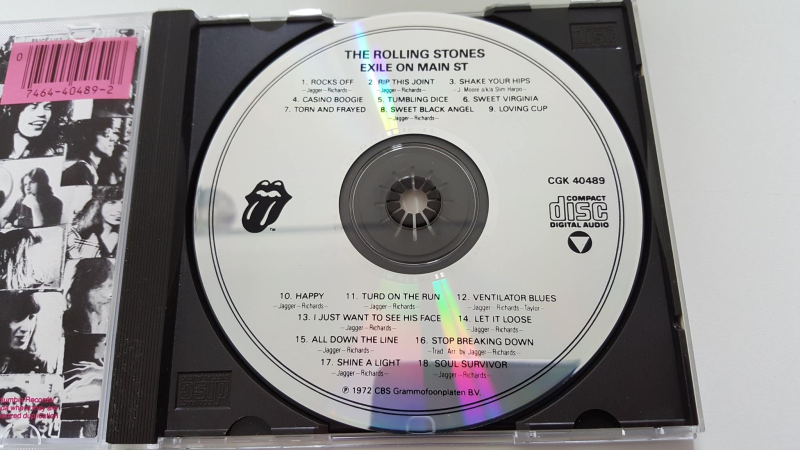 0
7464-40489-2
THE ROLLING STONES
EXILE ON MAIN ST
1. ROCKS OFF 2. RIP THIS JOINT 3. SHAKE YOUR HIPS
-Jagger-Richards- -Jagger-Richards- -J. Moore a/k/a Slim Harpo-
4. CASINO BOOGIE 5. TUMBLING DICE 6. SWEET VIRGINIA
7. TORN AND FRAYED 8. SWEET BLACK ANGEL 9. LOVING CUP
-Jagger-Richards-
TM
CGK 40489
COMPACT
disc
DIGITAL AUDIO
10. HAPPY 11. TURD ON THE RUN 12. VENTILATOR BLUES
-Jagger-Richards- -Jagger-Richards- -Jagger-Richards-Taylor-
13. I JUST WANT TO SEE HIS FACE 14. LET IT LOOSE
-Jagger-Richards- -Jagger-Richards-
15. ALL DOWN THE LINE 16. STOP BREAKING DOWN
-Jagger-Richards- -Trad. Arr. by Jagger-Richards-
17. SHINE A LIGHT 18. SOUL SURVIVOR
-Jagger-Richards- -Jagger-Richards-
℗ 1972 CBS Grammofoonplaten B.V.